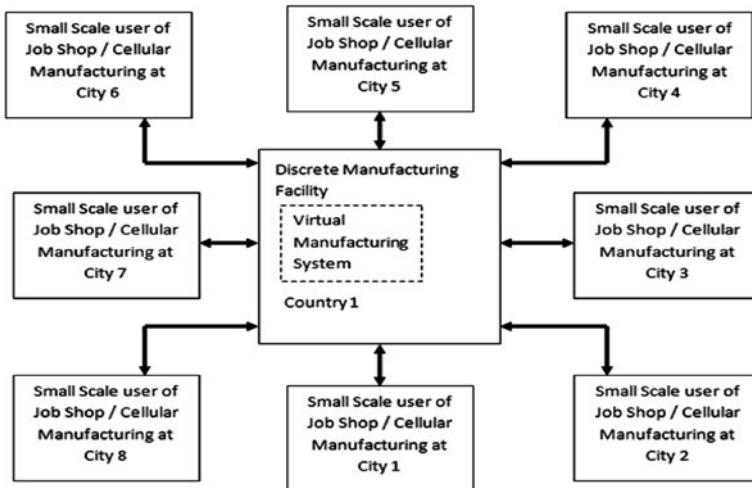 Small Scale user of
Job Shop / Cellular
Manufacturing at
City 6
Small Scale user of
Job Shop / Cellular
Manufacturing at
City 5
Small Scale user of
Job Shop / Cellular
Manufacturing at
City 4
Small Scale user of
Job Shop / Cellular
Manufacturing at
City 7
Discrete Manufacturing
Facility
Virtual
Manufacturing
System
Country 1
Small Scale user of
Job Shop / Cellular
Manufacturing at
City 3
Small Scale user of
Job Shop / Cellular
Manufacturing at
City 8
Small Scale user of
Job Shop / Cellular
Manufacturing at
City 1
Small Scale user of
Job Shop / Cellular
Manufacturing at
City 2